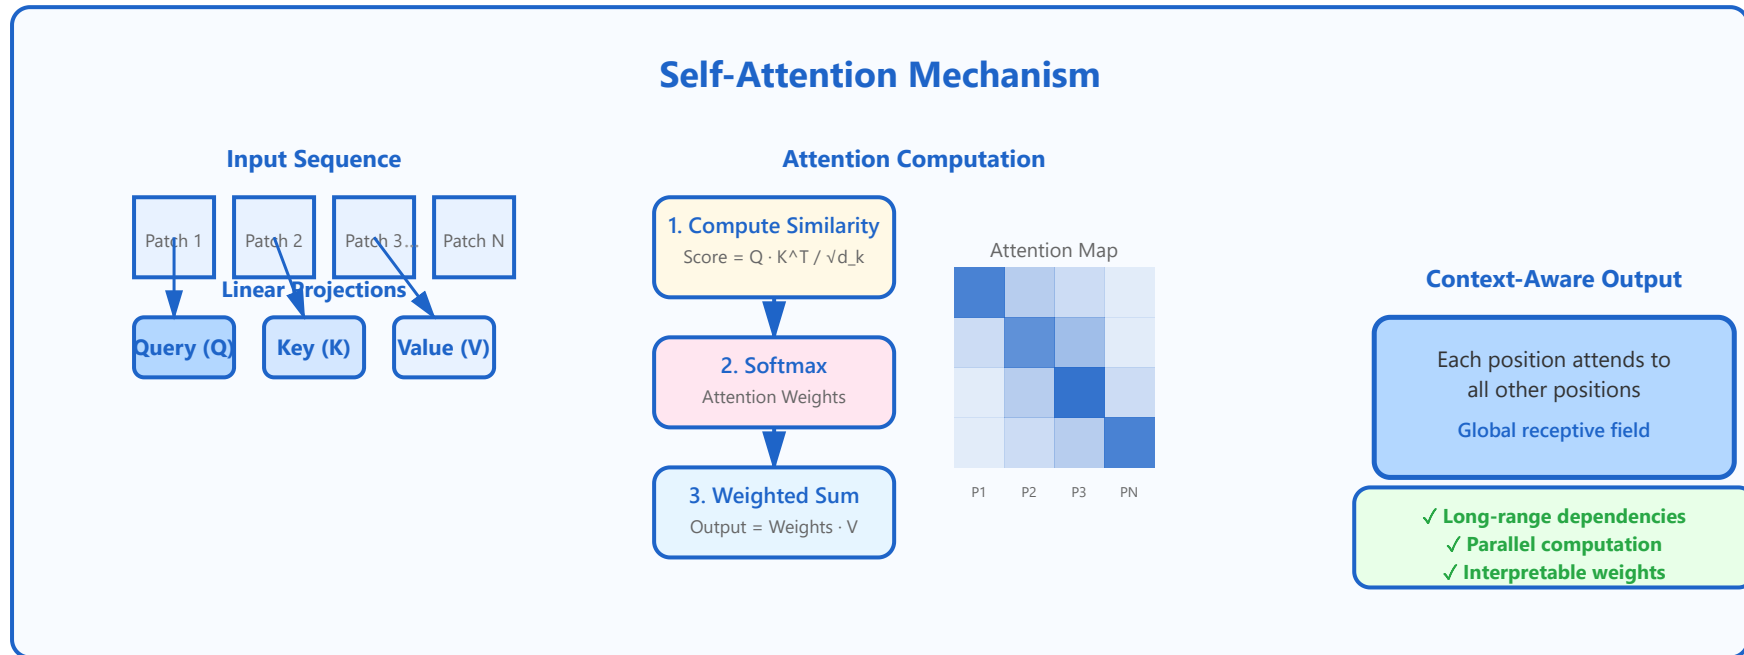 Self-Attention Mechanism
Input Sequence
Patch 1
Patch 2
Patch 3
...
Patch N
Linear Projections
Query (Q)
Key (K)
Value (V)
Attention Computation
1. Compute Similarity
Score = Q · K^T / √d_k
2. Softmax
Attention Weights
3. Weighted Sum
Output = Weights · V
Attention Map
P1
P2
P3
PN
Context-Aware Output
Each position attends to
all other positions
Global receptive field
✓ Long-range dependencies
✓ Parallel computation
✓ Interpretable weights